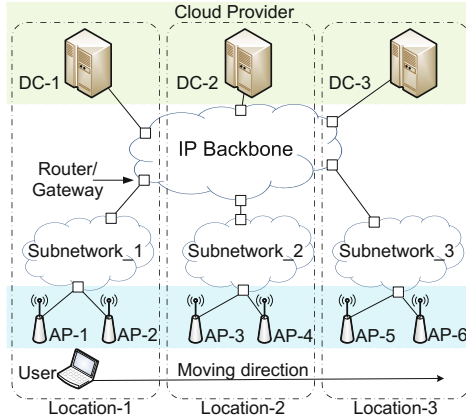 Cloud Provider
DC-1
DC-2
DC-3
IP Backbone
Router/
Gateway
Subnetwork_1
Subnetwork_2
Subnetwork_3
AP-1
AP-2
AP-3
AP-4
AP-5
AP-6
User
Moving direction
Location-1
Location-2
Location-3